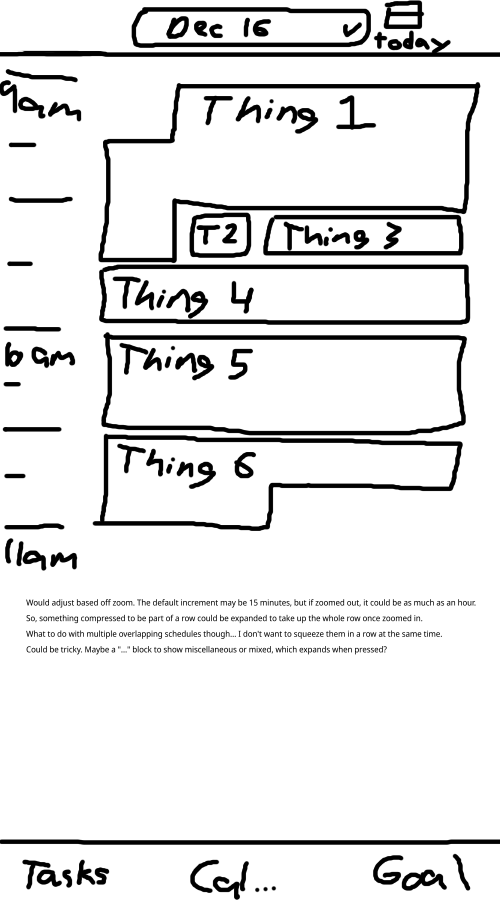 Dec 16
today
9am
Thing 1
T2
Thing 3
Thing 4
10am
Thing 5
Thing 6
11am
Would adjust based off zoom. The default increment may be 15 minutes, but if zoomed out, it could be as much as an hour.
So, something compressed to be part of a row could be expanded to take up the whole row once zoomed in.
What to do with multiple overlapping schedules though... I don't want to squeeze them in a row at the same time.
Could be tricky. Maybe a "..." block to show miscellaneous or mixed, which expands when pressed?
Tasks
Cal...
Goal